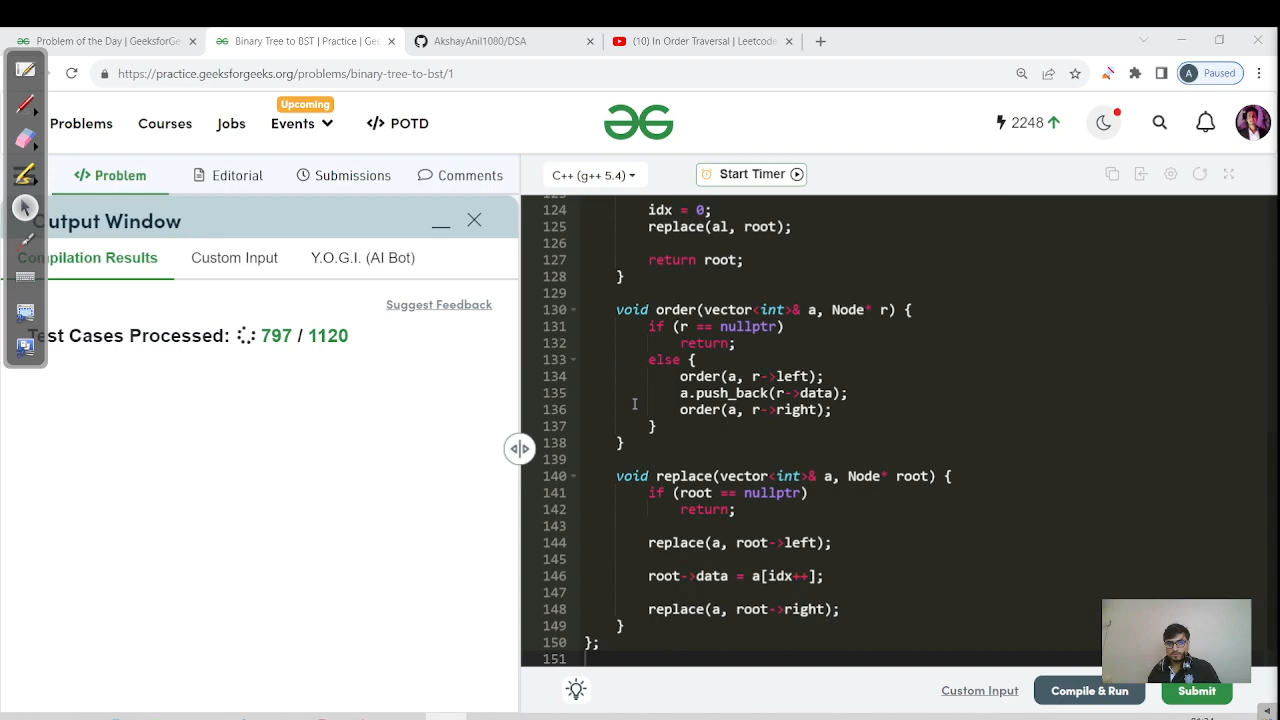 Problem of the Day | GeeksforGe
Binary Tree to BST | Practice | Ge
AkshayAnil1080/DSA
(10) In Order Traversal | Leetcode
https://practice.geeksforgeeks.org/problems/binary-tree-to-bst/1
A Paused
Problems
Courses
Jobs
Upcoming
Events
</> POTD
2248
</> Problem
Editorial
Submissions
Comments
C++ (g++ 5.4)
Start Timer
Output Window
Compilation Results
Custom Input
Y.O.G.I. (AI Bot)
Suggest Feedback
Test Cases Processed: 797 / 1120
124 idx = 0;
125 replace(al, root);
126
127 return root;
128 }
129
130 void order(vector<int>& a, Node* r) {
131 if (r == nullptr)
132 return;
133 else {
134 order(a, r->left);
135 a.push_back(r->data);
136 order(a, r->right);
137 }
138 }
139
140 void replace(vector<int>& a, Node* root) {
141 if (root == nullptr)
142 return;
143
144 replace(a, root->left);
145
146 root->data = a[idx++];
147
148 replace(a, root->right);
149 }
150 };
151
Custom Input
Compile & Run
Submit